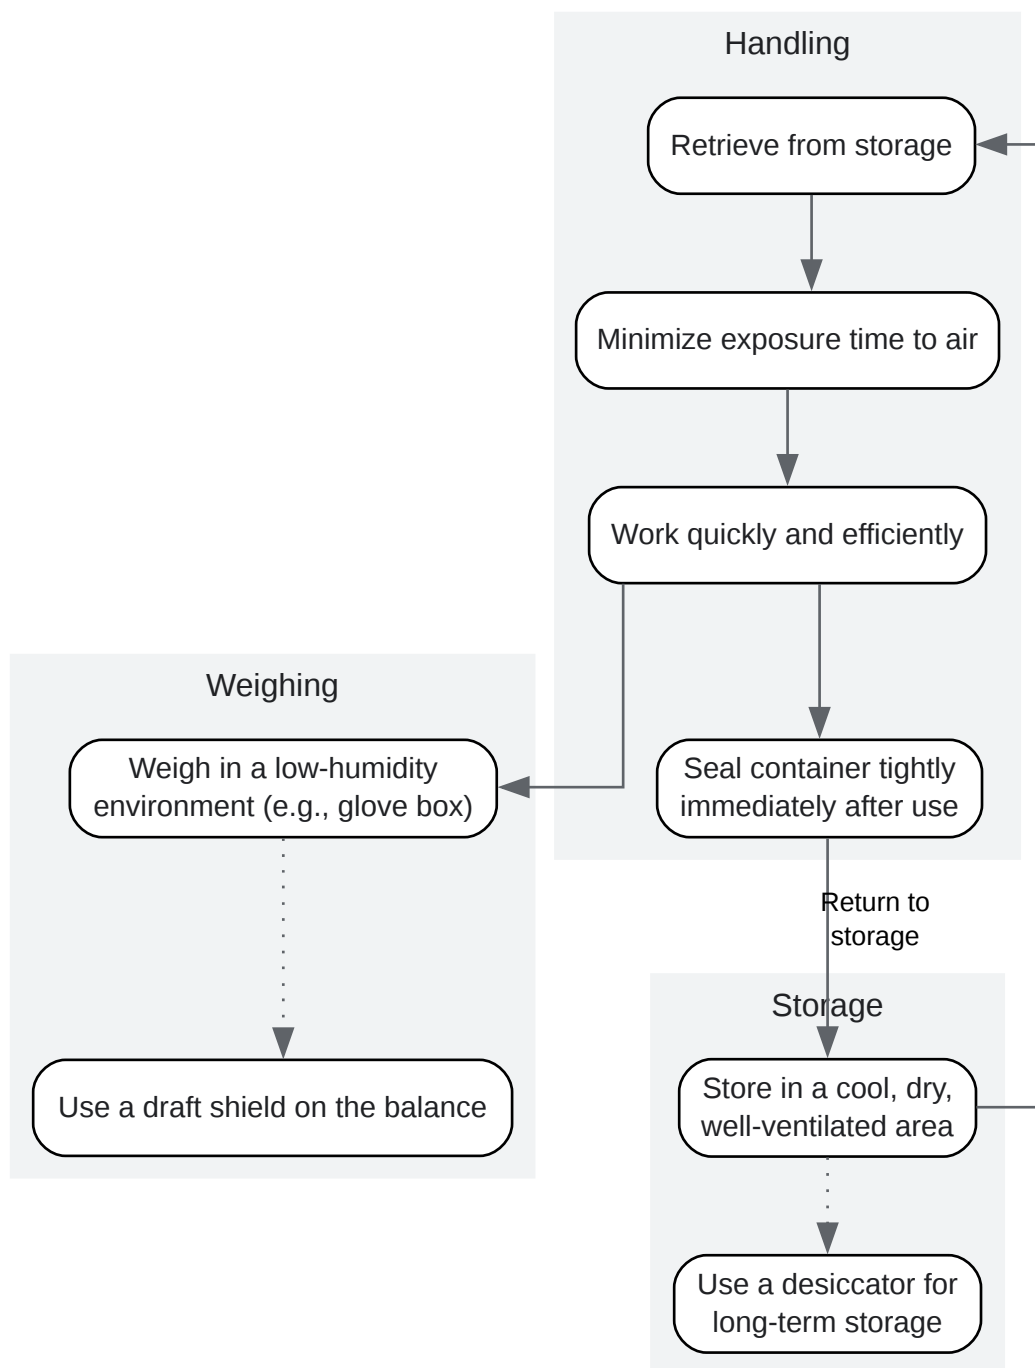 Handling
Retrieve from storage
Minimize exposure time to air
Work quickly and efficiently
Weighing
Weigh in a low-humidity
environment (e.g., glove box)
Seal container tightly
immediately after use
Return to
storage
Storage
Use a draft shield on the balance
Store in a cool, dry,
well-ventilated area
Use a desiccator for
long-term storage